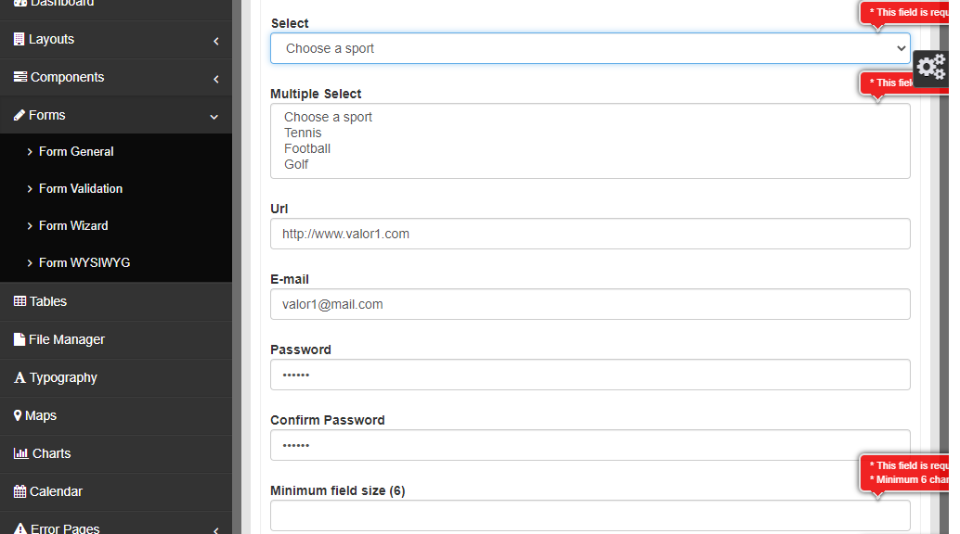 Dashboard
Layouts
Components
Forms
Form General
Form Validation
Form Wizard
Form WYSIWYG
Tables
File Manager
Typography
Maps
Charts
Calendar
Error Pages
* This field is requ
Select
Choose a sport
* This fiel
Multiple Select
Choose a sport
Tennis
Football
Golf
Url
http://www.valor1.com
E-mail
valor1@mail.com
Password
••••••
Confirm Password
••••••
* This field is requ
* Minimum 6 char
Minimum field size (6)